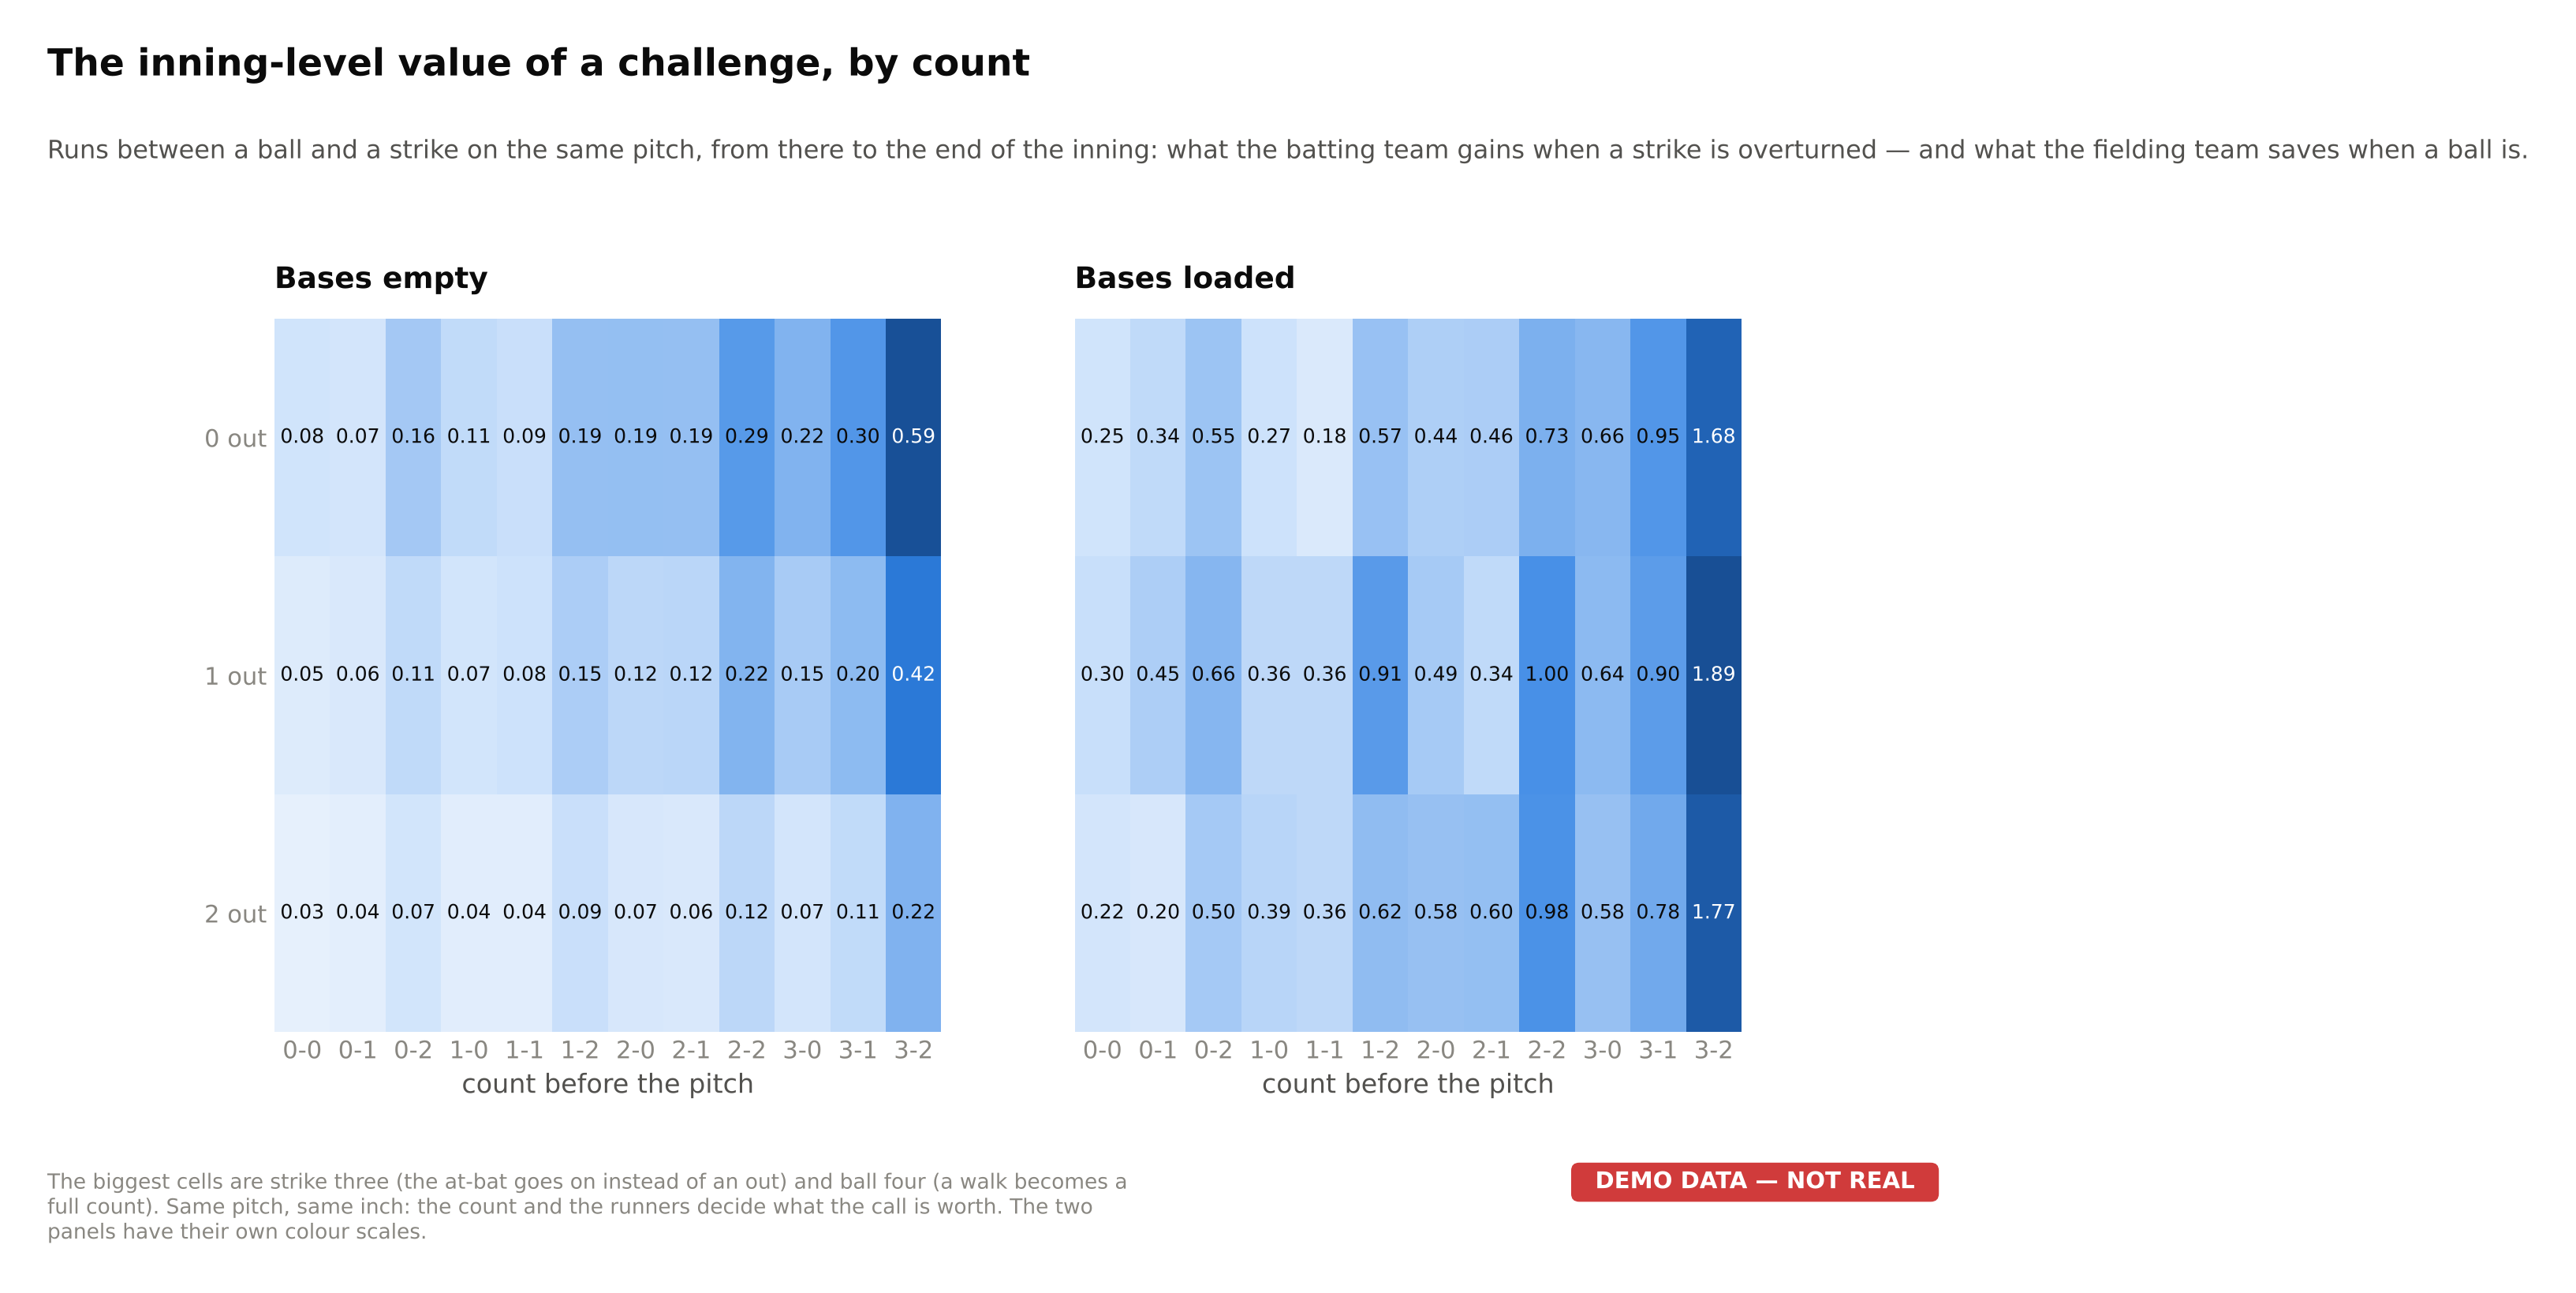 The inning-level value of a challenge, by count
Runs between a ball and a strike on the same pitch, from there to the end of the inning: what the batting team gains when a strike is overturned — and what the fielding team saves when a ball is.
Bases empty
Bases loaded
0 out 0.08 0.07 0.16 0.11 0.09 0.19 0.19 0.19 0.29 0.22 0.30 0.59
0.25 0.34 0.55 0.27 0.18 0.57 0.44 0.46 0.73 0.66 0.95 1.68
1 out 0.05 0.06 0.11 0.07 0.08 0.15 0.12 0.12 0.22 0.15 0.20 0.42
0.30 0.45 0.66 0.36 0.36 0.91 0.49 0.34 1.00 0.64 0.90 1.89
2 out 0.03 0.04 0.07 0.04 0.04 0.09 0.07 0.06 0.12 0.07 0.11 0.22
0.22 0.20 0.50 0.39 0.36 0.62 0.58 0.60 0.98 0.58 0.78 1.77
0-0 0-1 0-2 1-0 1-1 1-2 2-0 2-1 2-2 3-0 3-1 3-2
0-0 0-1 0-2 1-0 1-1 1-2 2-0 2-1 2-2 3-0 3-1 3-2
count before the pitch
count before the pitch
The biggest cells are strike three (the at-bat goes on instead of an out) and ball four (a walk becomes a
full count). Same pitch, same inch: the count and the runners decide what the call is worth. The two
panels have their own colour scales.
DEMO DATA — NOT REAL